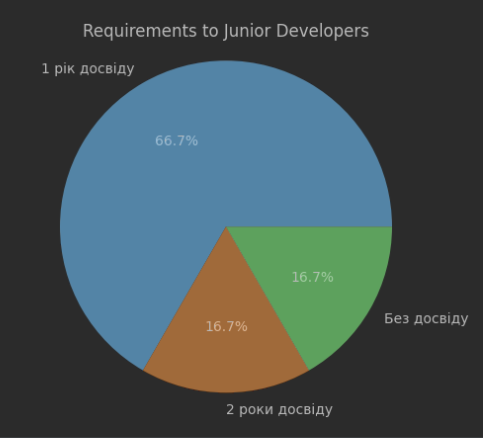 Requirements to Junior Developers
1 рік досвіду
66.7%
16.7%
16.7%
Без досвіду
2 роки досвіду